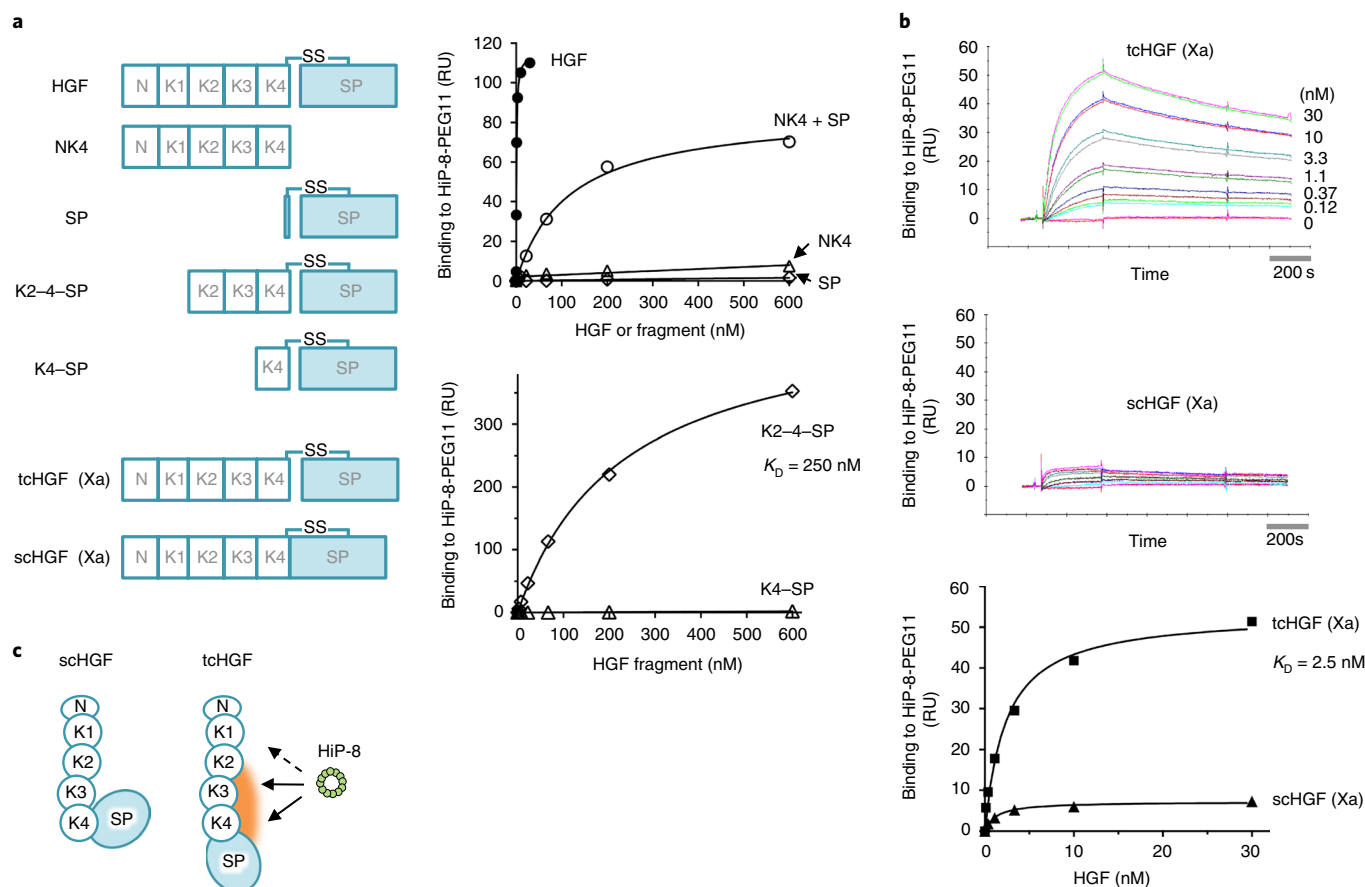 a
HGF
N K1 K2 K3 K4 SS SP
NK4
N K1 K2 K3 K4
SP
SS SP
K2–4–SP
K2 K3 K4 SS SP
K4–SP
K4 SS SP
tcHGF (Xa)
N K1 K2 K3 K4 SS SP
scHGF (Xa)
N K1 K2 K3 K4 SS SP
Binding to HiP-8-PEG11 (RU)
120
100
80
60
40
20
0
HGF
NK4 + SP
NK4
SP
0 100 200 300 400 500 600
HGF or fragment (nM)
Binding to HiP-8-PEG11 (RU)
300
200
100
0
K2–4–SP
K_D = 250 nM
K4–SP
0 100 200 300 400 500 600
HGF fragment (nM)
b
tcHGF (Xa)
Binding to HiP-8-PEG11
(RU)
60
50
40
30
20
10
0
(nM)
30
10
3.3
1.1
0.37
0.12
0
Time
200 s
scHGF (Xa)
Binding to HiP-8-PEG11
(RU)
60
50
40
30
20
10
0
Time
200s
Binding to HiP-8-PEG11
(RU)
60
50
40
30
20
10
0
tcHGF (Xa)
K_D = 2.5 nM
scHGF (Xa)
0 10 20 30
HGF (nM)
c
scHGF
N
K1
K2
K3
K4
SP
tcHGF
N
K1
K2
K3
K4
SP
HiP-8